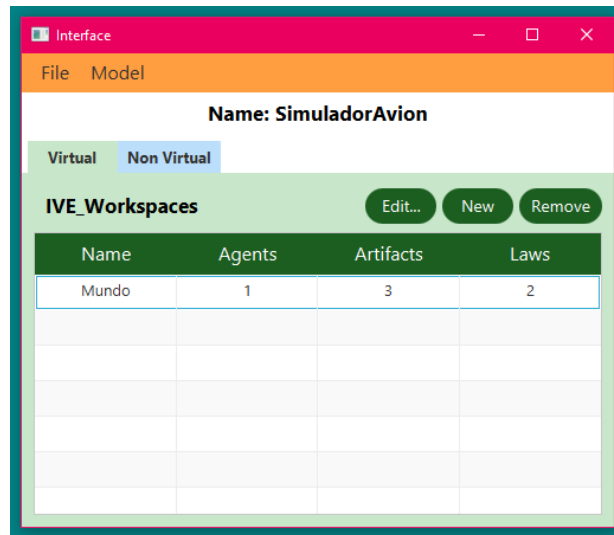 Interface
File Model
Name: SimuladorAvion
Virtual Non Virtual
IVE_Workspaces Edit... New Remove
Name Agents Artifacts Laws
Mundo 1 3 2